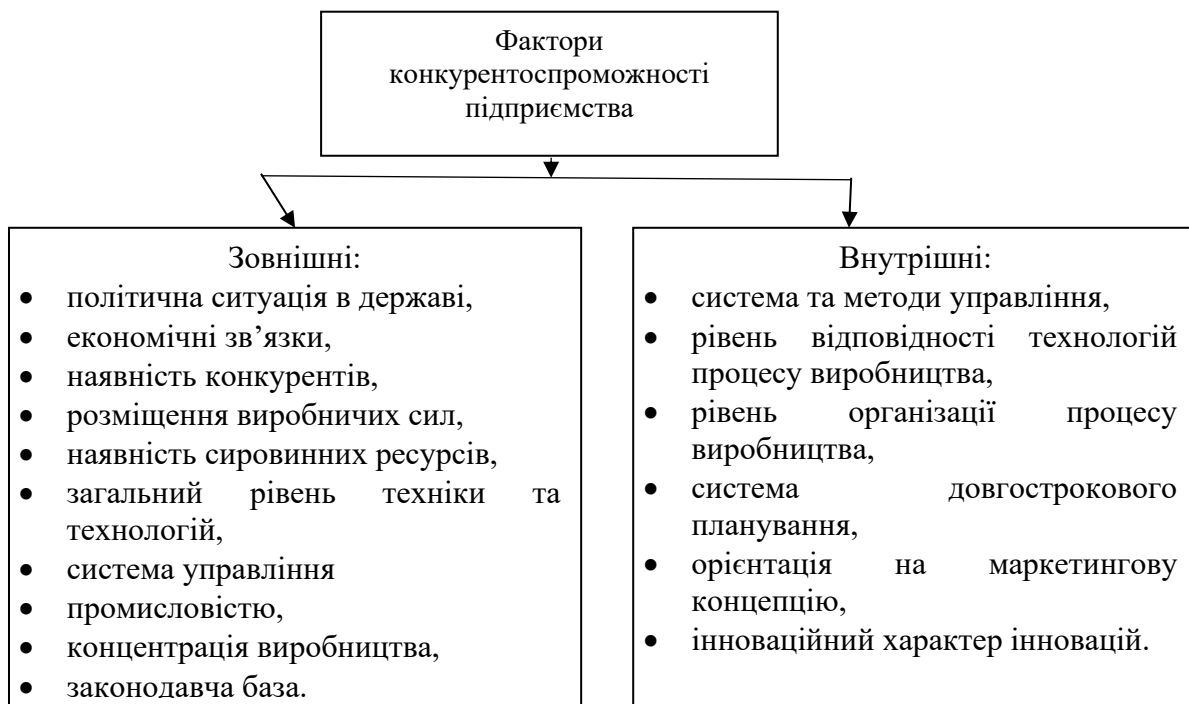 Фактори
конкурентоспроможності
підприємства
Зовнішні:
• політична ситуація в державі,
• економічні зв’язки,
• наявність конкурентів,
• розміщення виробничих сил,
• наявність сировинних ресурсів,
• загальний рівень техніки та
технологій,
• система управління
• промисловістю,
• концентрація виробництва,
• законодавча база.
Внутрішні:
• система та методи управління,
• рівень відповідності технологій
процесу виробництва,
• рівень організації процесу
виробництва,
• система довгострокового
планування,
• орієнтація на маркетингову
концепцію,
• інноваційний характер інновацій.